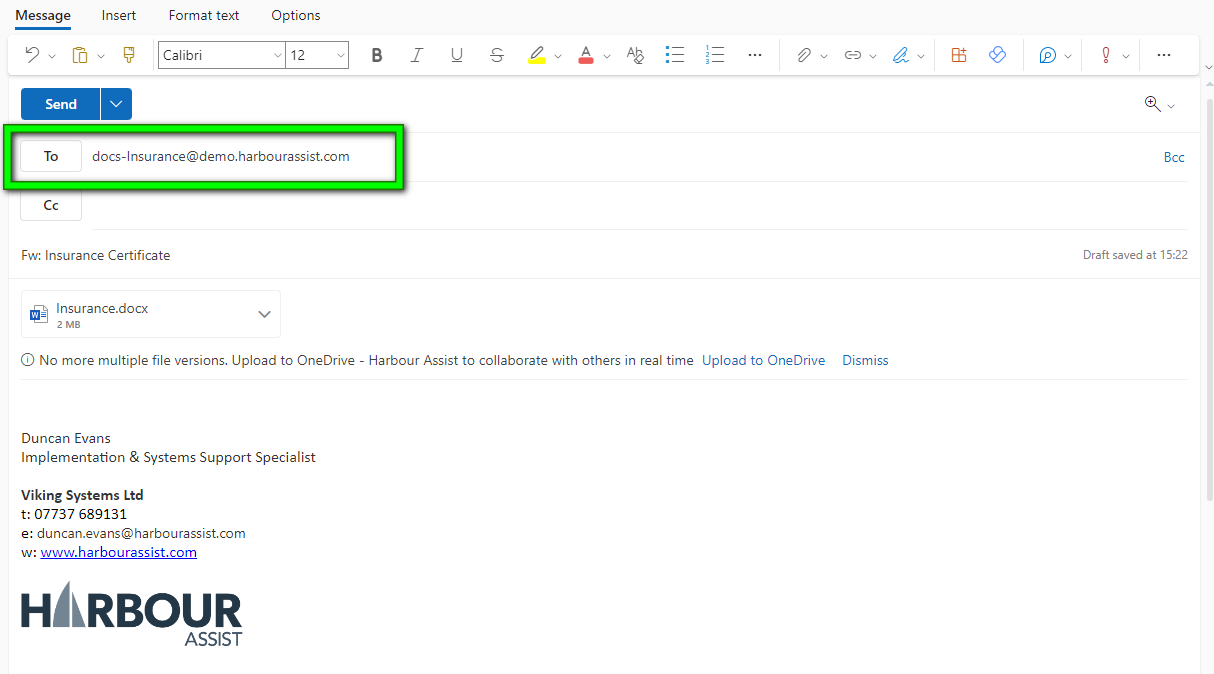 Message Insert Format text Options
Calibri 12 B I U S A Ab
Send
To docs-Insurance@demo.harbourassist.com Bcc
Cc
Fw: Insurance Certificate Draft saved at 15:22
Insurance.docx
2 MB
No more multiple file versions. Upload to OneDrive - Harbour Assist to collaborate with others in real time Upload to OneDrive Dismiss
Duncan Evans
Implementation & Systems Support Specialist
Viking Systems Ltd
t: 07737 689131
e: duncan.evans@harbourassist.com
w: www.harbourassist.com
HARBOUR
ASSIST